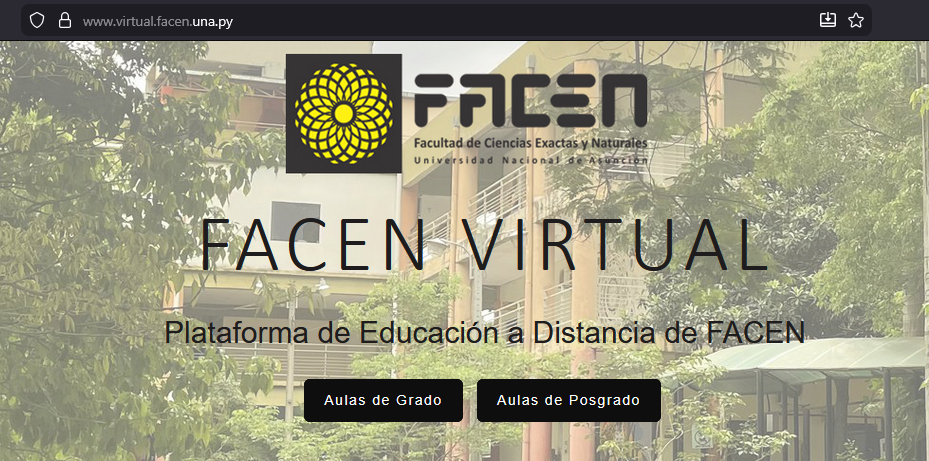 www.virtual.facen.una.py
FACEN
Facultad de Ciencias Exactas y Naturales
Universidad Nacional de Asunción
FACEN VIRTUAL
Plataforma de Educación a Distancia de FACEN
Aulas de Grado
Aulas de Posgrado